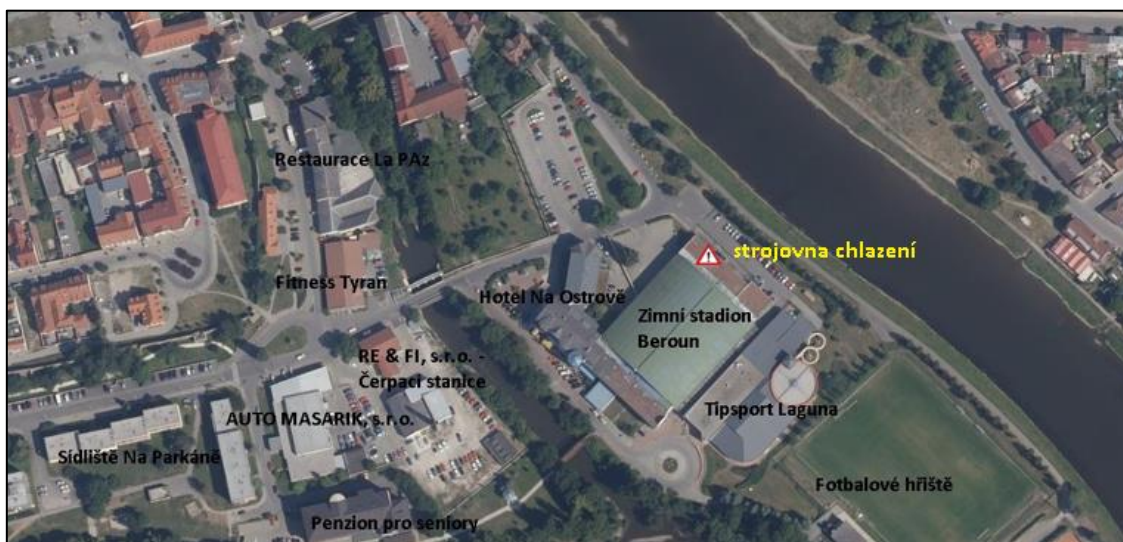 Restaurace La PAz
strojovna chlazení
Fitness Tyran
Hotel Na Ostrově
Zimní stadion
Beroun
RE & FI, s.r.o. -
Čerpací stanice
AUTO MASARIK, s.r.o.
Tipsport Laguna
Sídliště Na Parkáně
Fotbalové hřiště
Penzion pro seniory